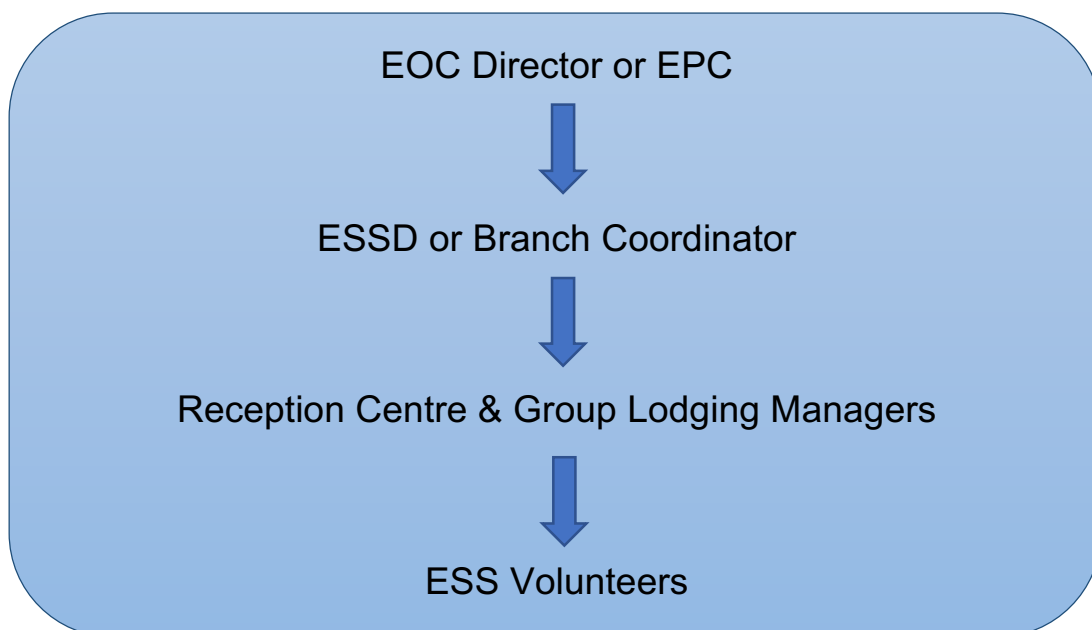 EOC Director or EPC
ESSD or Branch Coordinator
Reception Centre & Group Lodging Managers
ESS Volunteers